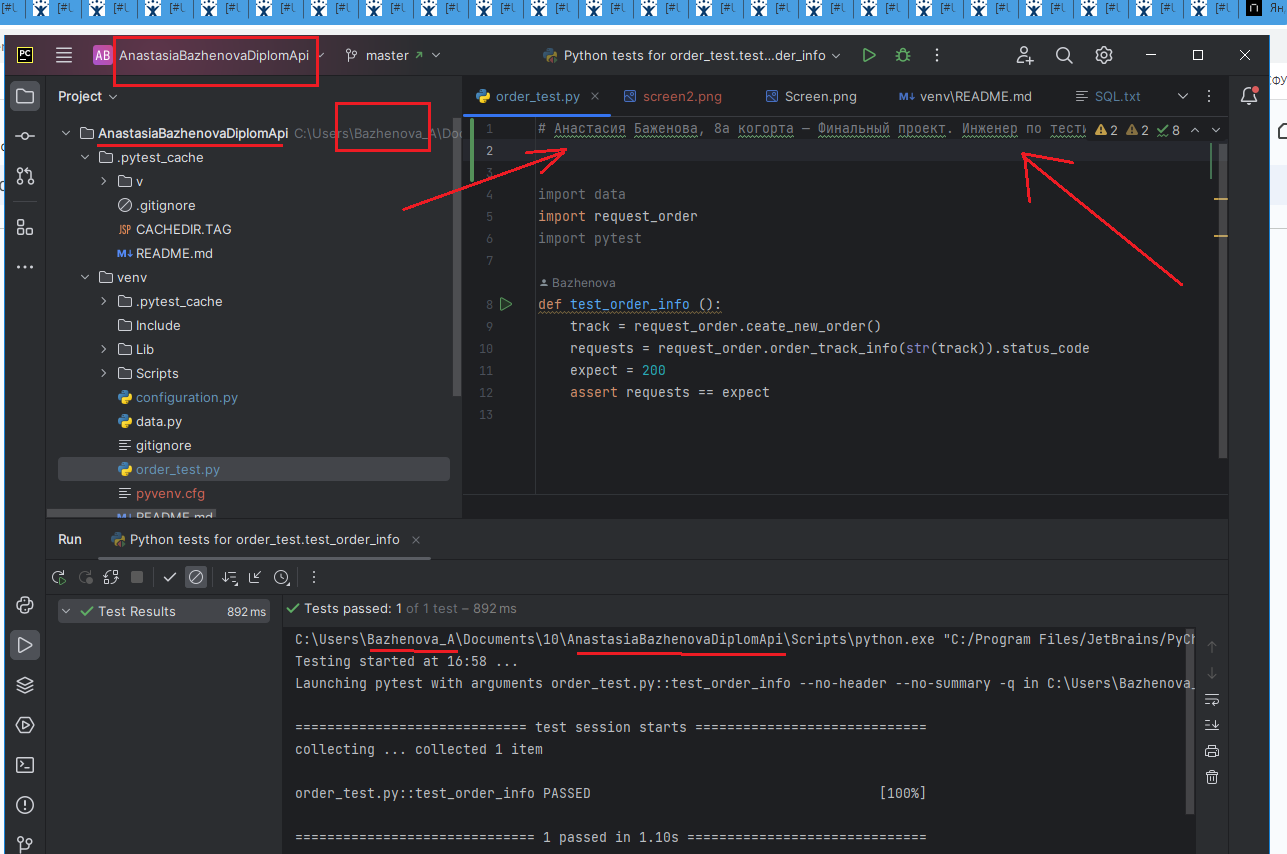 [#l [#l [#l [#l [#l [#l [#l [#l [#l [#l [#l [#l [#l [#l [#l [#l [#l [#l [#l [#l [#l [#l [#l Ян.
PC AB AnastasiaBazhenovaDiplomApi master Python tests for order_test.test...der_info
Project
order_test.py screen2.png Screen.png M↓ venv\README.md SQL.txt
AnastasiaBazhenovaDiplomApi C:\Users\Bazhenova_A\Doc
.pytest_cache
v
.gitignore
JSP CACHEDIR.TAG
M↓ README.md
venv
.pytest_cache
Include
Lib
Scripts
configuration.py
data.py
gitignore
order_test.py
pyvenv.cfg
M↓ README.md
1 # Анастасия Баженова, 8а когорта — Финальный проект. Инженер по тести 2 2 8
2
3
4 import data
5 import request_order
6 import pytest
7
Bazhenova
8 def test_order_info ():
9 track = request_order.ceate_new_order()
10 requests = request_order.order_track_info(str(track)).status_code
11 expect = 200
12 assert requests == expect
13
Run Python tests for order_test.test_order_info
Test Results 892 ms
Tests passed: 1 of 1 test – 892 ms
C:\Users\Bazhenova_A\Documents\10\AnastasiaBazhenovaDiplomApi\Scripts\python.exe "C:/Program Files/JetBrains/PyCh
Testing started at 16:58 ...
Launching pytest with arguments order_test.py::test_order_info --no-header --no-summary -q in C:\Users\Bazhenova_
============================= test session starts =============================
collecting ... collected 1 item
order_test.py::test_order_info PASSED [100%]
============================== 1 passed in 1.10s ==============================